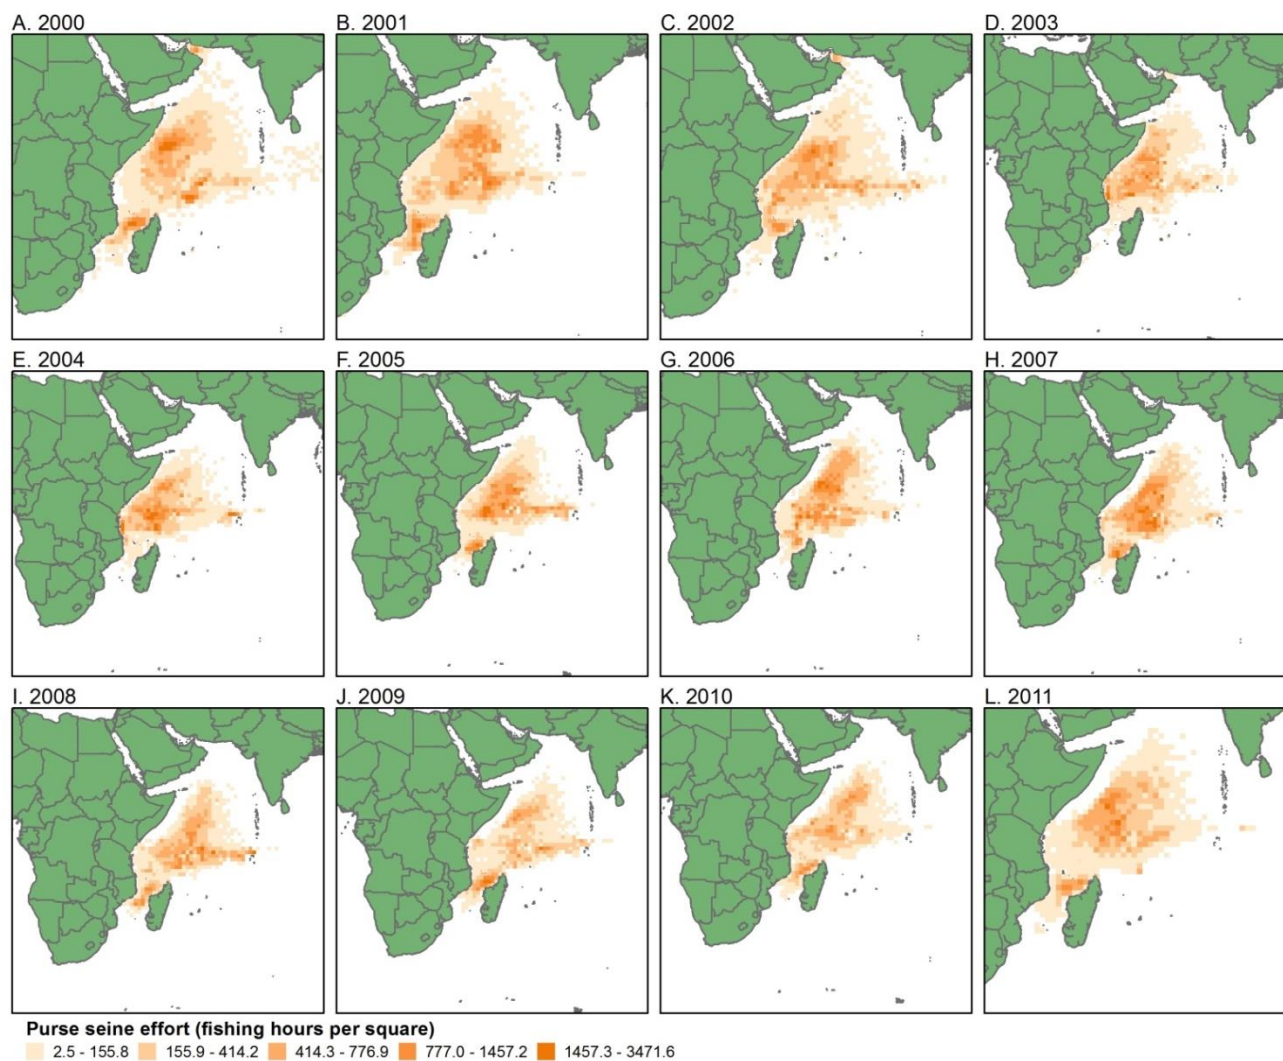 A. 2000
B. 2001
C. 2002
D. 2003
E. 2004
F. 2005
G. 2006
H. 2007
I. 2008
J. 2009
K. 2010
L. 2011
Purse seine effort (fishing hours per square)
2.5 - 155.8 155.9 - 414.2 414.3 - 776.9 777.0 - 1457.2 1457.3 - 3471.6